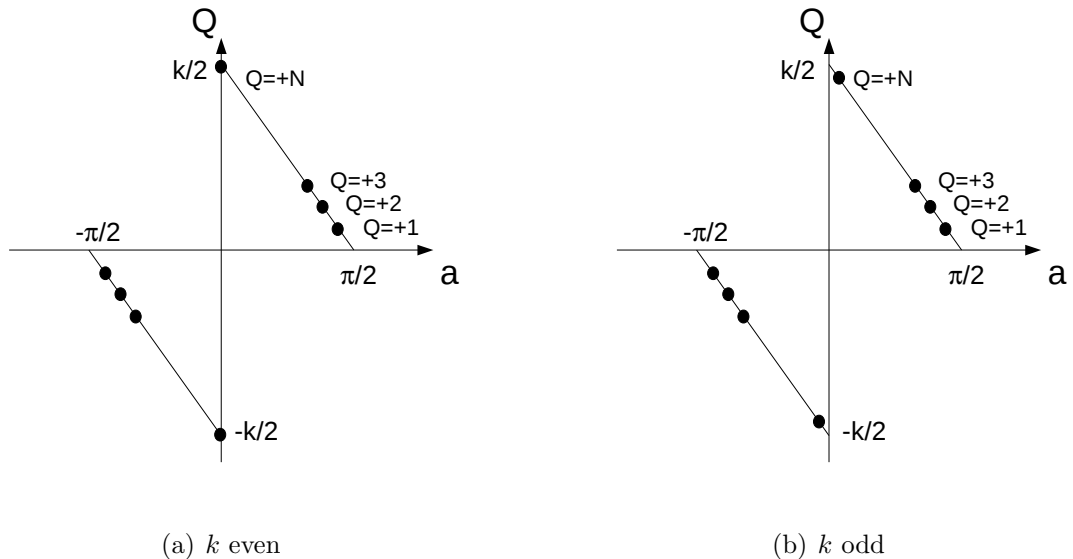 Q
k/2
Q=+N
Q=+3
Q=+2
Q=+1
-π/2
π/2
a
-k/2
(a) k even
Q
k/2
Q=+N
Q=+3
Q=+2
Q=+1
-π/2
π/2
a
-k/2
(b) k odd